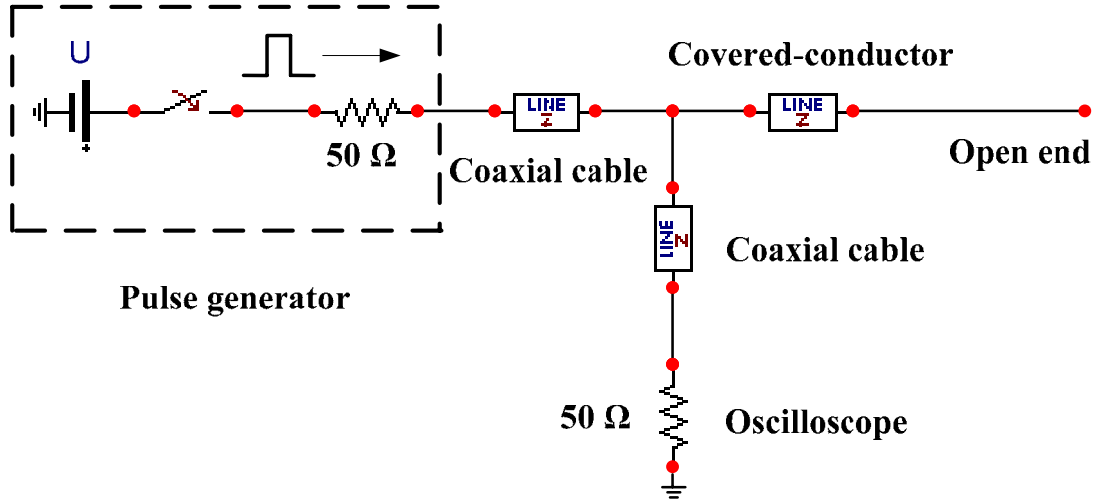 U
Covered-conductor
LINE
Z
LINE
Z
50 Ω
Coaxial cable
Open end
LINE
Z
Coaxial cable
Pulse generator
50 Ω
Oscilloscope